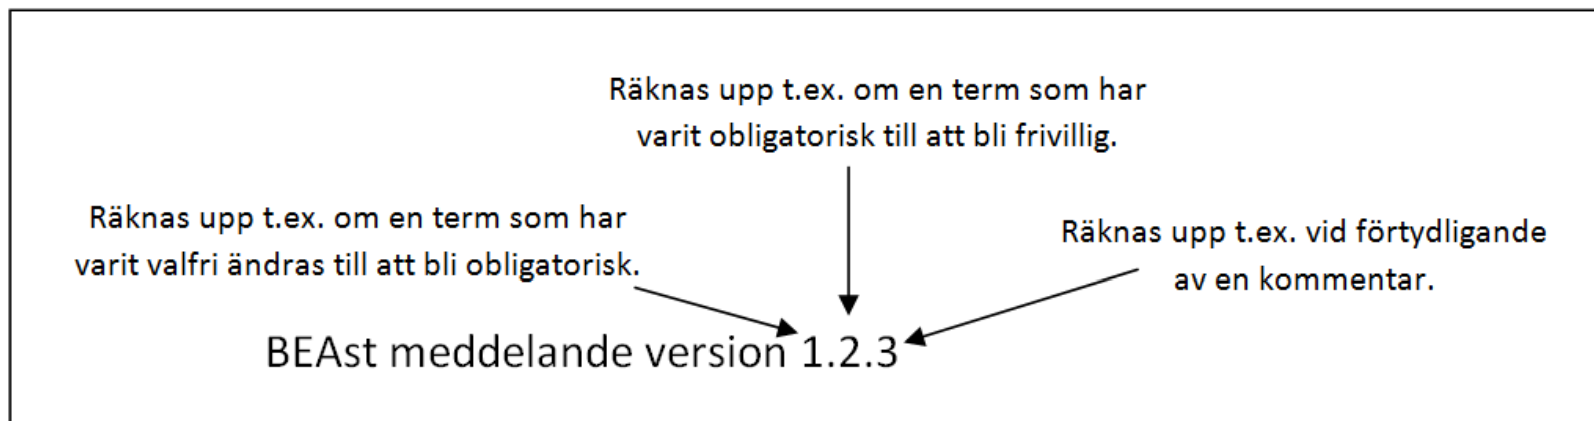 Räknas upp t.ex. om en term som har
varit obligatorisk till att bli frivillig.
Räknas upp t.ex. om en term som har
varit valfri ändras till att bli obligatorisk.
Räknas upp t.ex. vid förtydligande
av en kommentar.
BEAst meddelande version 1.2.3